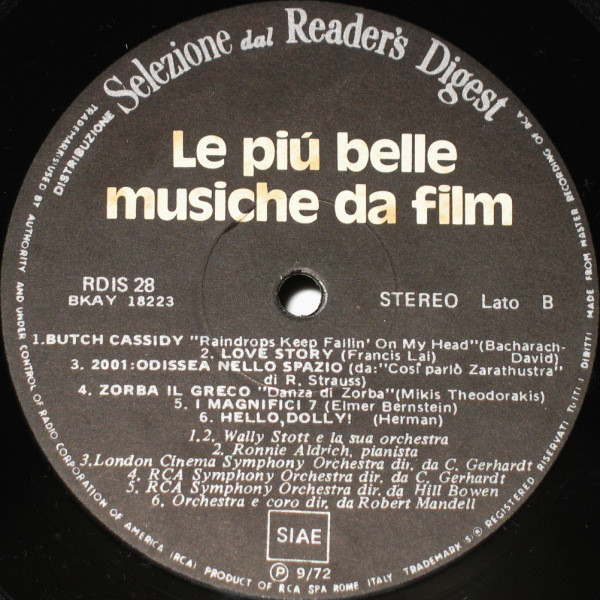 DISTRIBUZIONE Selezione dal Reader's Digest
Le piú belle
musiche da film
RDIS 28
BKAY 18223
STEREO Lato B
1.BUTCH CASSIDY "Raindrops Keep Fallin' On My Head"(Bacharach-
David)
2. LOVE STORY (Francis Lai)
3. 2001:ODISSEA NELLO SPAZIO (da:"Così parlò Zarathustra"
di R. Strauss)
4. ZORBA IL GRECO "Danza di Zorba"(Mikis Theodorakis)
5. I MAGNIFICI 7 (Elmer Bernstein)
6. HELLO,DOLLY! (Herman)
1.2. Wally Stott e la sua orchestra
2. Ronnie Aldrich, pianista
3.London Cinema Symphony Orchestra dir. da C. Gerhardt
4. RCA Symphony Orchestra dir. da C. Gerhardt
5. RCA Symphony Orchestra dir. da Hill Bowen
6. Orchestra e coro dir. da Robert Mandell
SIAE
Ⓟ 9/72
TRADEMARKS USED BY AUTHORITY AND UNDER CONTROL OF RADIO CORPORATION OF AMERICA (RCA) PRODUCT OF RCA SPA ROME ITALY TRADEMARK S ® REGISTERED RISERVATI TUTTI I DIRITTI MADE FROM MASTER RECORDING OF RCA